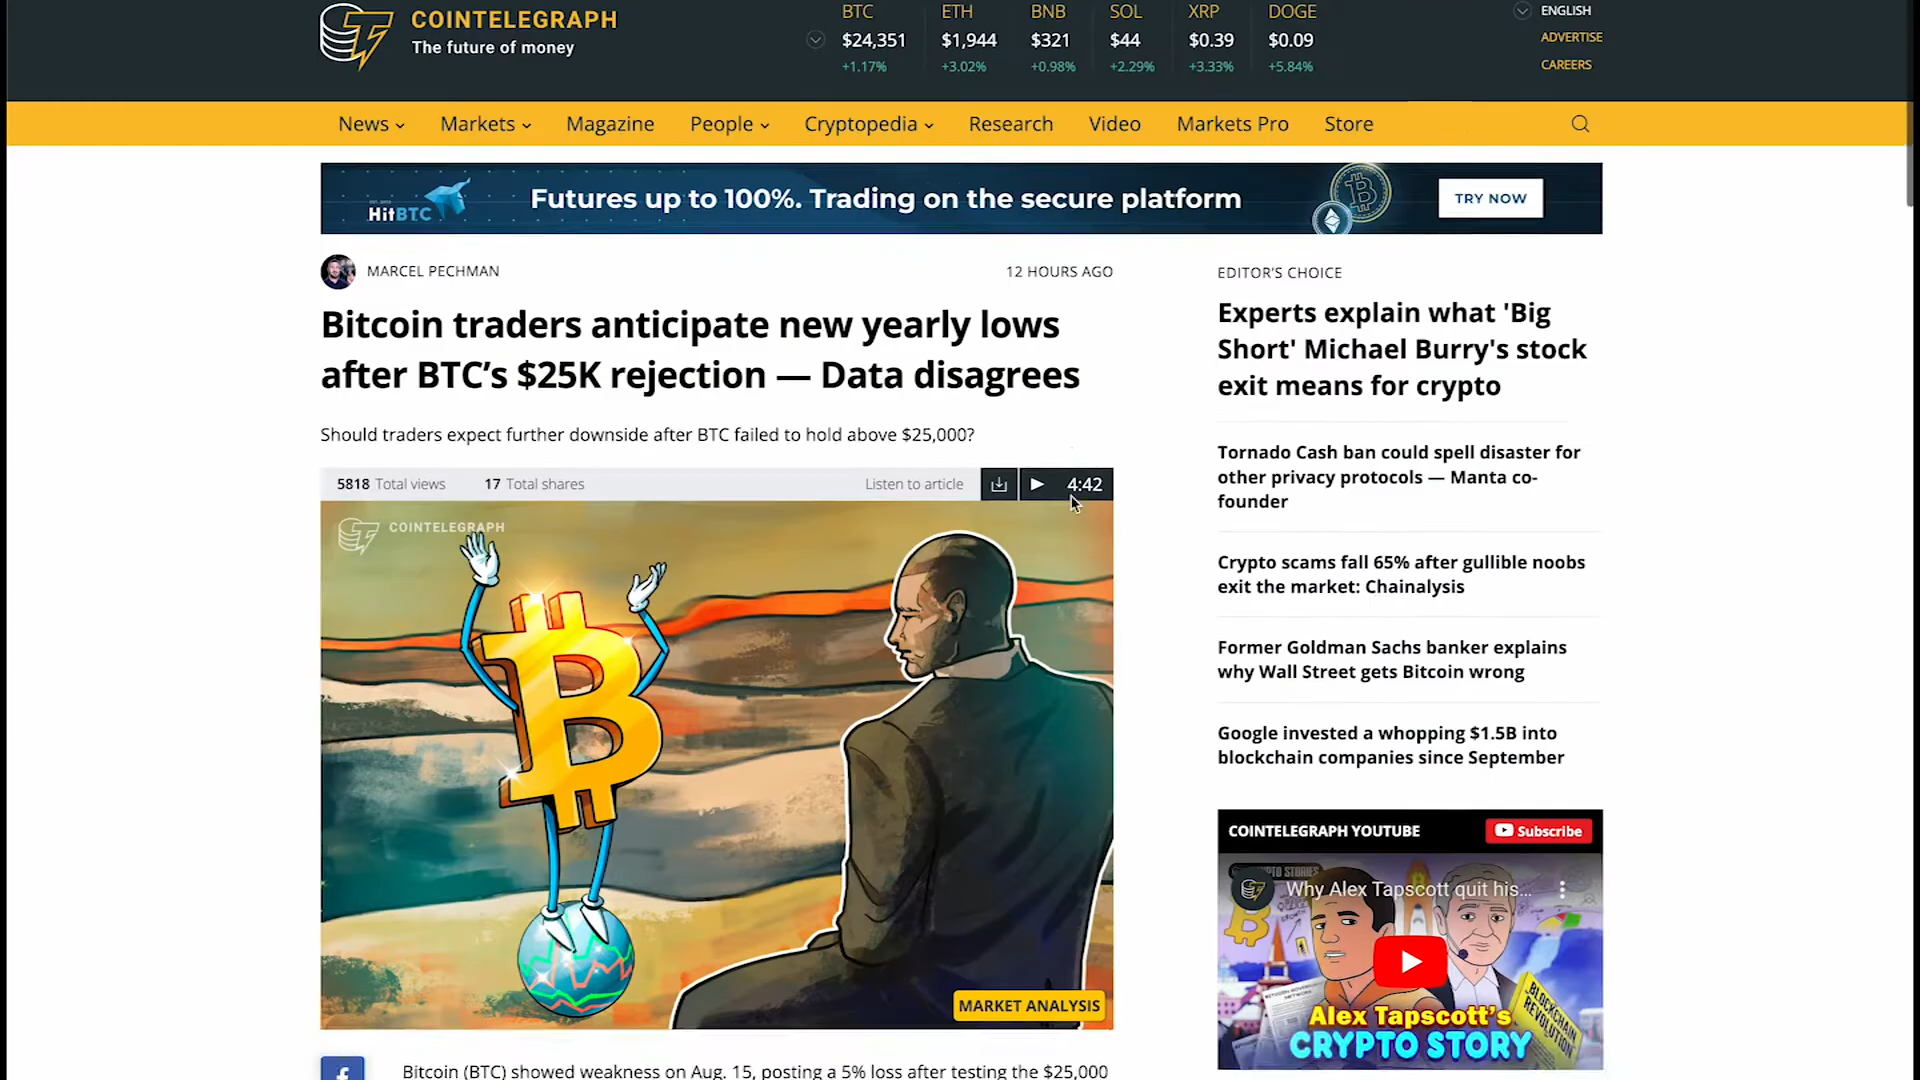 COINTELEGRAPH
The future of money
BTC ETH BNB SOL XRP DOGE
$24,351 $1,944 $321 $44 $0.39 $0.09
+1.17% +3.02% +0.98% +2.29% +3.33% +5.84%
ENGLISH
ADVERTISE
CAREERS
News Markets Magazine People Cryptopedia Research Video Markets Pro Store
HitBTC
Futures up to 100%. Trading on the secure platform
TRY NOW
MARCEL PECHMAN
12 HOURS AGO
Bitcoin traders anticipate new yearly lows
after BTC’s $25K rejection — Data disagrees
Should traders expect further downside after BTC failed to hold above $25,000?
5818 Total views 17 Total shares Listen to article 4:42
COINTELEGRAPH
MARKET ANALYSIS
Bitcoin (BTC) showed weakness on Aug. 15, posting a 5% loss after testing the $25,000
EDITOR'S CHOICE
Experts explain what 'Big
Short' Michael Burry's stock
exit means for crypto
Tornado Cash ban could spell disaster for
other privacy protocols — Manta co-
founder
Crypto scams fall 65% after gullible noobs
exit the market: Chainalysis
Former Goldman Sachs banker explains
why Wall Street gets Bitcoin wrong
Google invested a whopping $1.5B into
blockchain companies since September
COINTELEGRAPH YOUTUBE
Subscribe
Why Alex Tapscott quit his...
BLOCKCHAIN
REVOLUTION
Alex Tapscott's
CRYPTO STORY